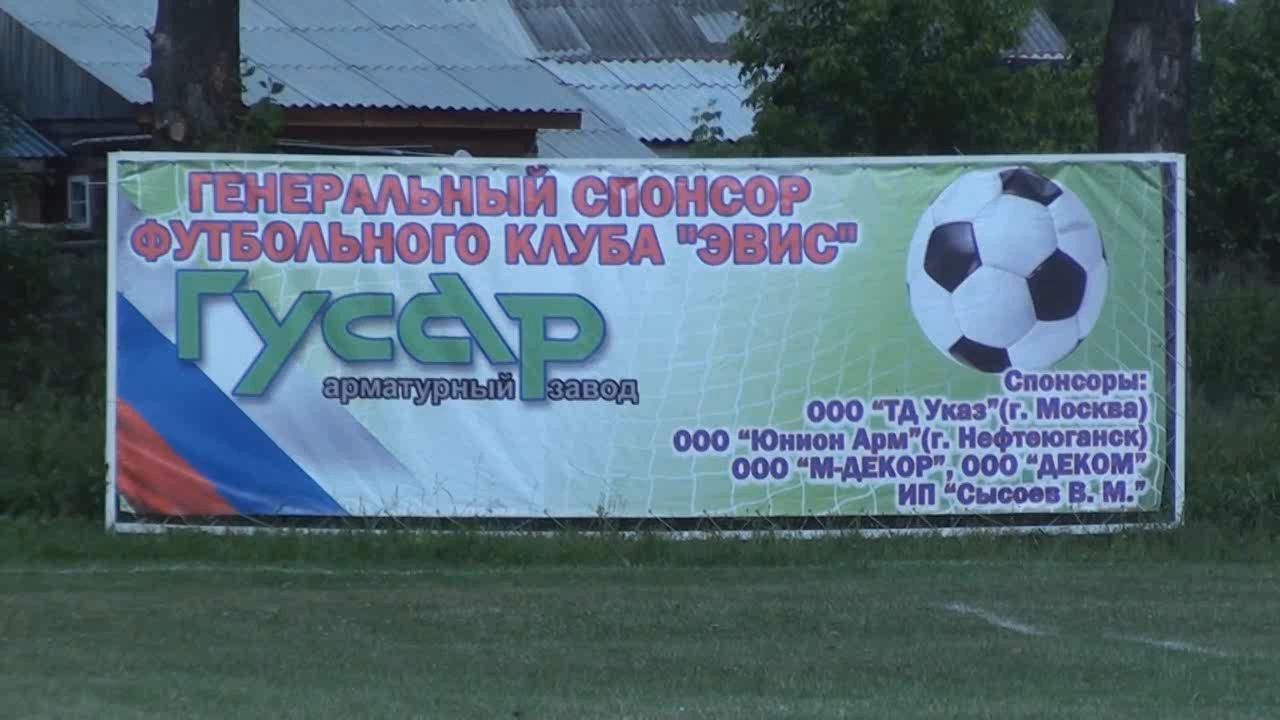 ГЕНЕРАЛЬНЫЙ СПОНСОР
ФУТБОЛЬНОГО КЛУБА "ЭВИС"
Гусар
арматурный завод
Спонсоры:
ООО “ТД Указ”(г. Москва)
ООО “Юнион Арм”(г. Нефтеюганск)
ООО “М-ДЕКОР”, ООО “ДЕКОМ”
ИП “Сысоев В. М.”